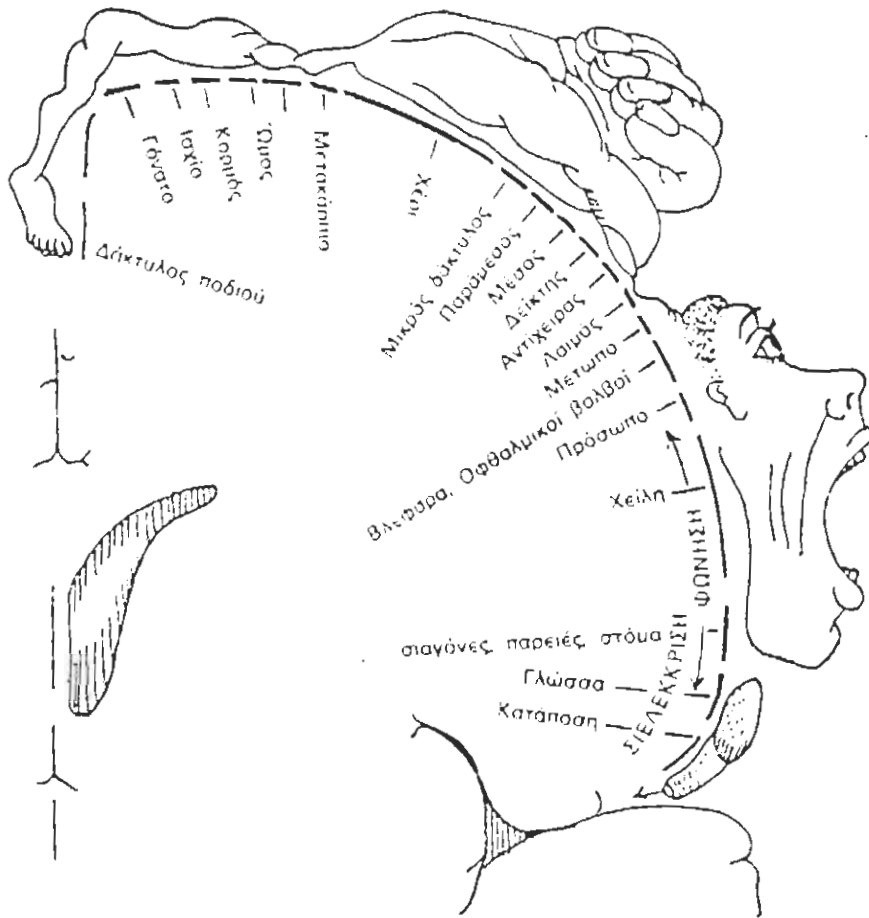 Δάκτυλος ποδιού
Γόνατο
Ισχίο
Κορμός
Ώμος
Μετακάρπιο
Χέρι
Μικρός δάκτυλος
Παράμεσος
Μέσος
Δείκτης
Αντίχειρας
Λαιμός
Μέτωπο
Βλέφαρα, Οφθαλμικοί βολβοί
Πρόσωπο
Χείλη
ΦΩΝΗΣΗ
σιαγόνες, παρειές, στόμα
Γλώσσα
Κατάποση
ΣΙΕΛΕΚΚΡΙΣΗ